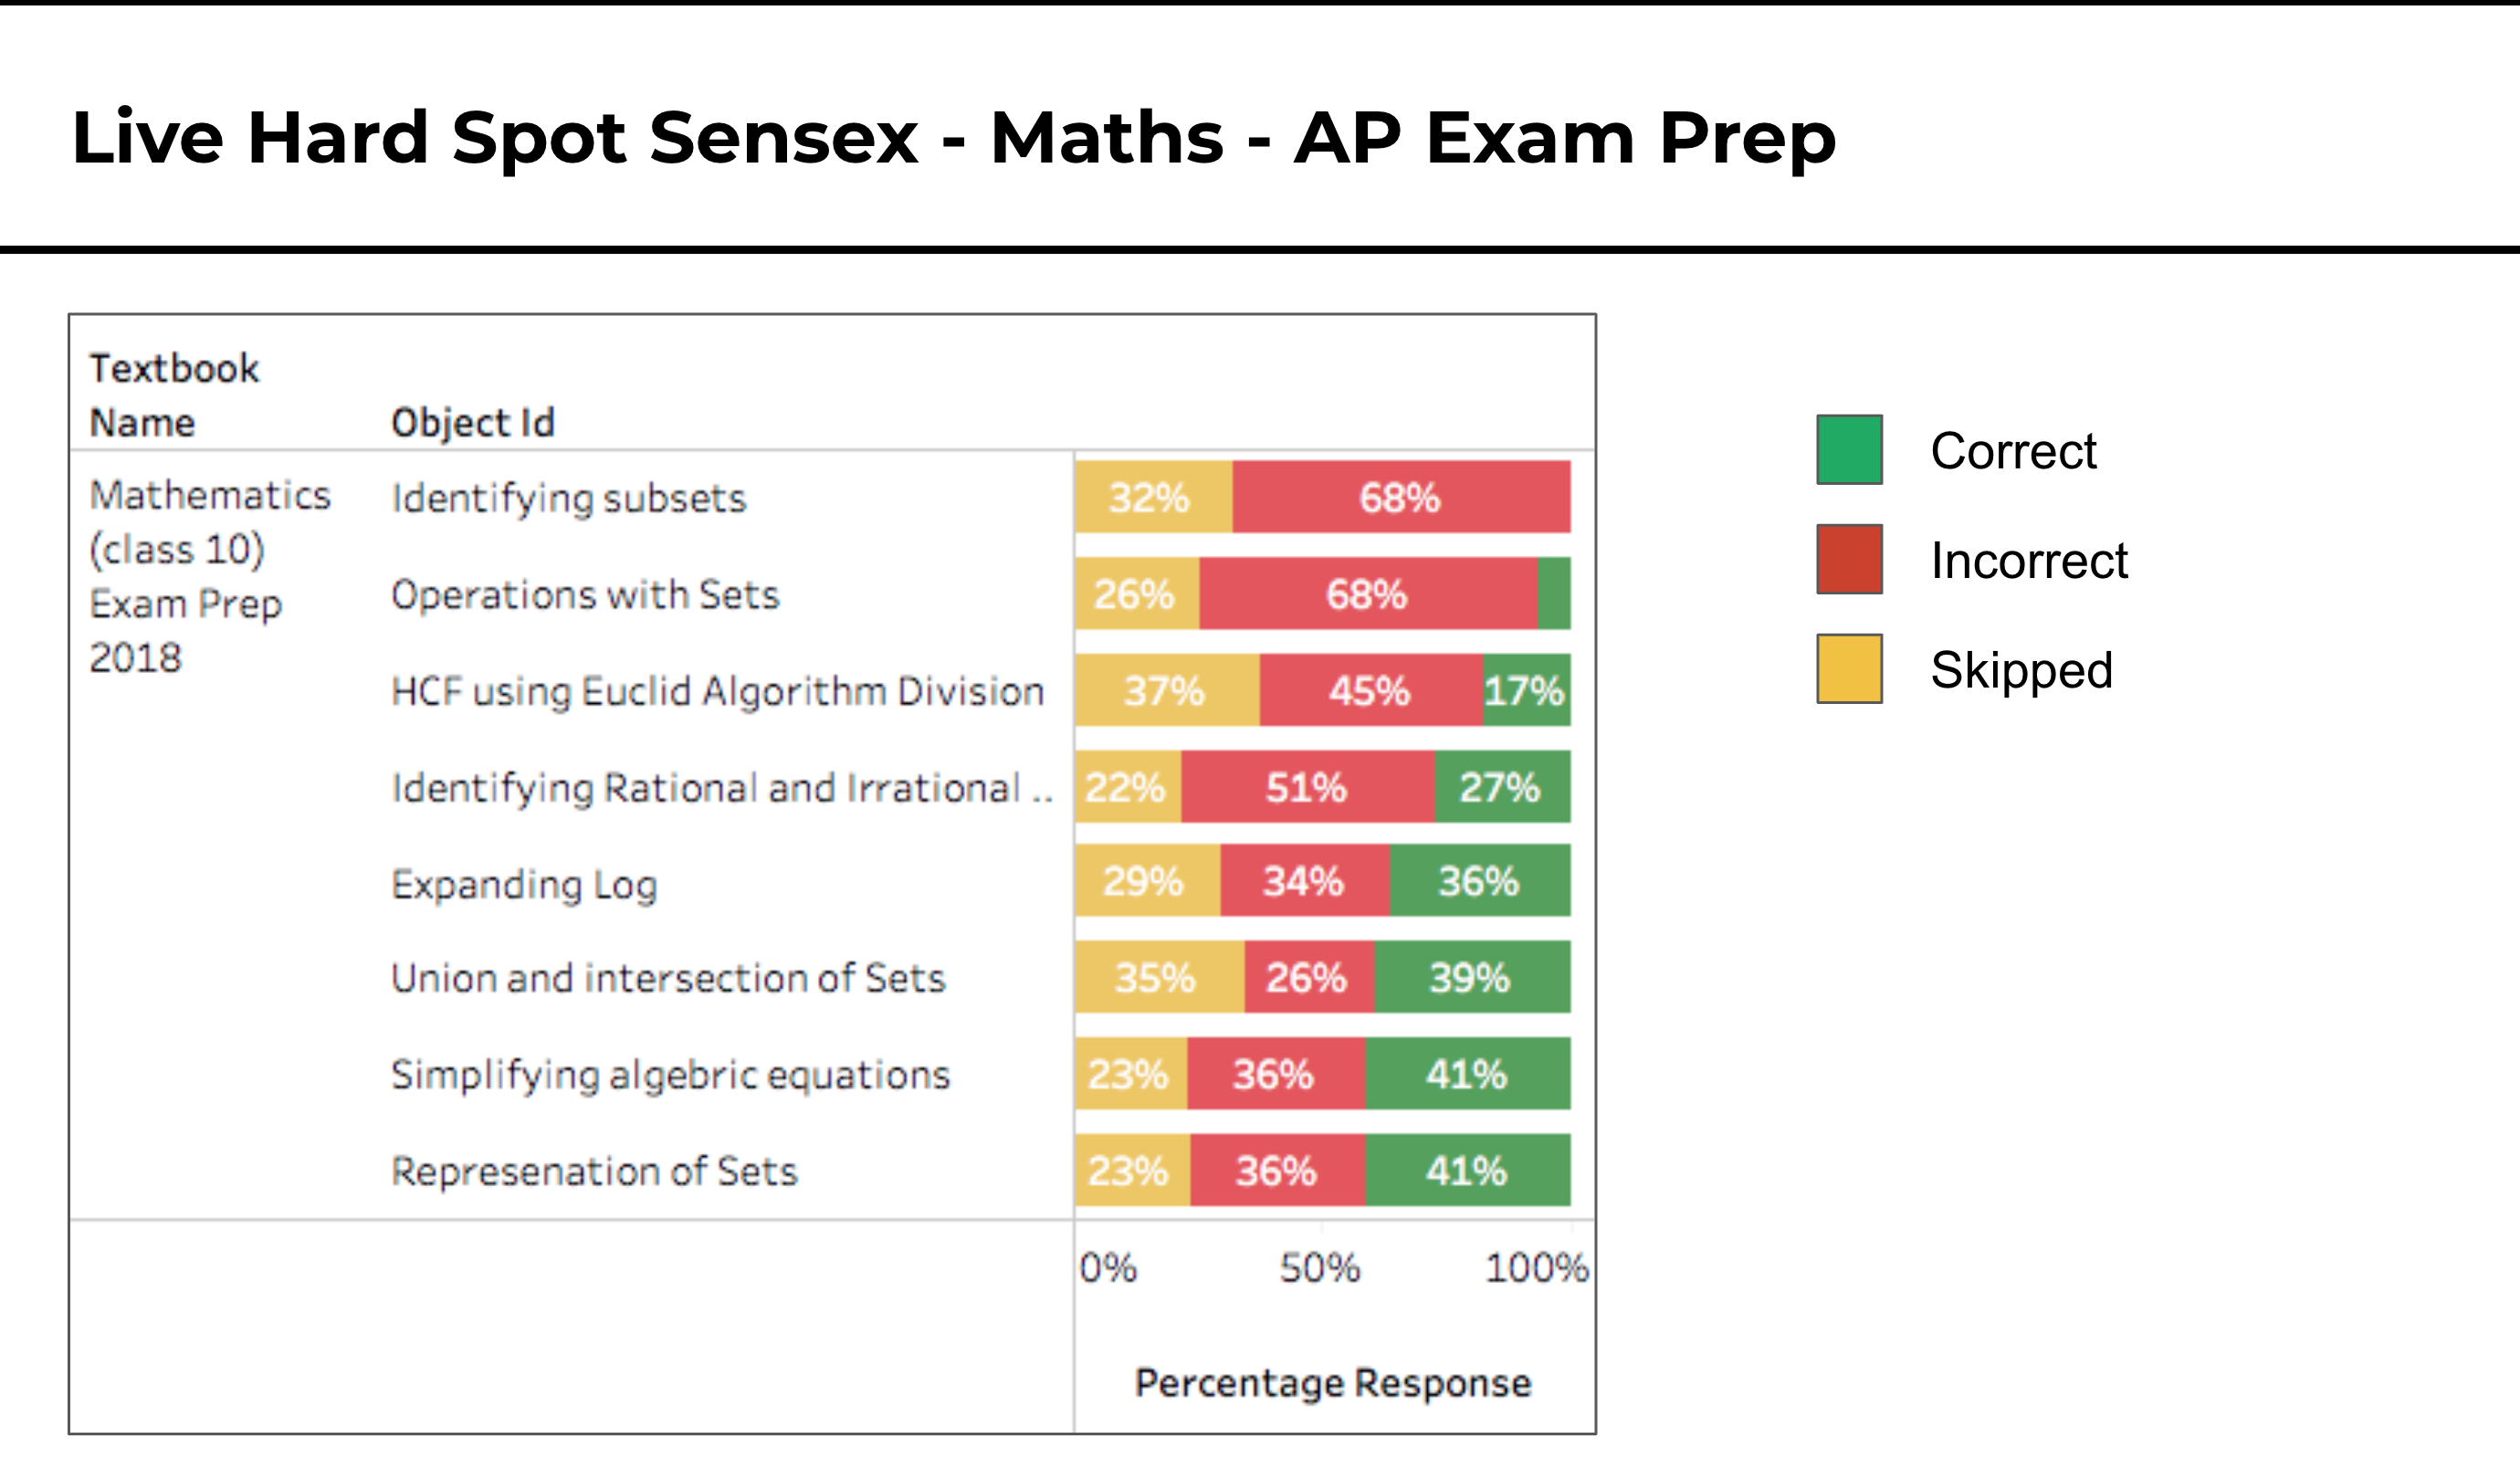 Live Hard Spot Sensex - Maths - AP Exam Prep
Textbook
Name
Object Id
Mathematics
(class 10)
Exam Prep
2018
Identifying subsets
32% 68%
Operations with Sets
26% 68%
HCF using Euclid Algorithm Division
37% 45% 17%
Identifying Rational and Irrational ..
22% 51% 27%
Expanding Log
29% 34% 36%
Union and intersection of Sets
35% 26% 39%
Simplifying algebric equations
23% 36% 41%
Represenation of Sets
23% 36% 41%
0% 50% 100%
Percentage Response
Correct
Incorrect
Skipped